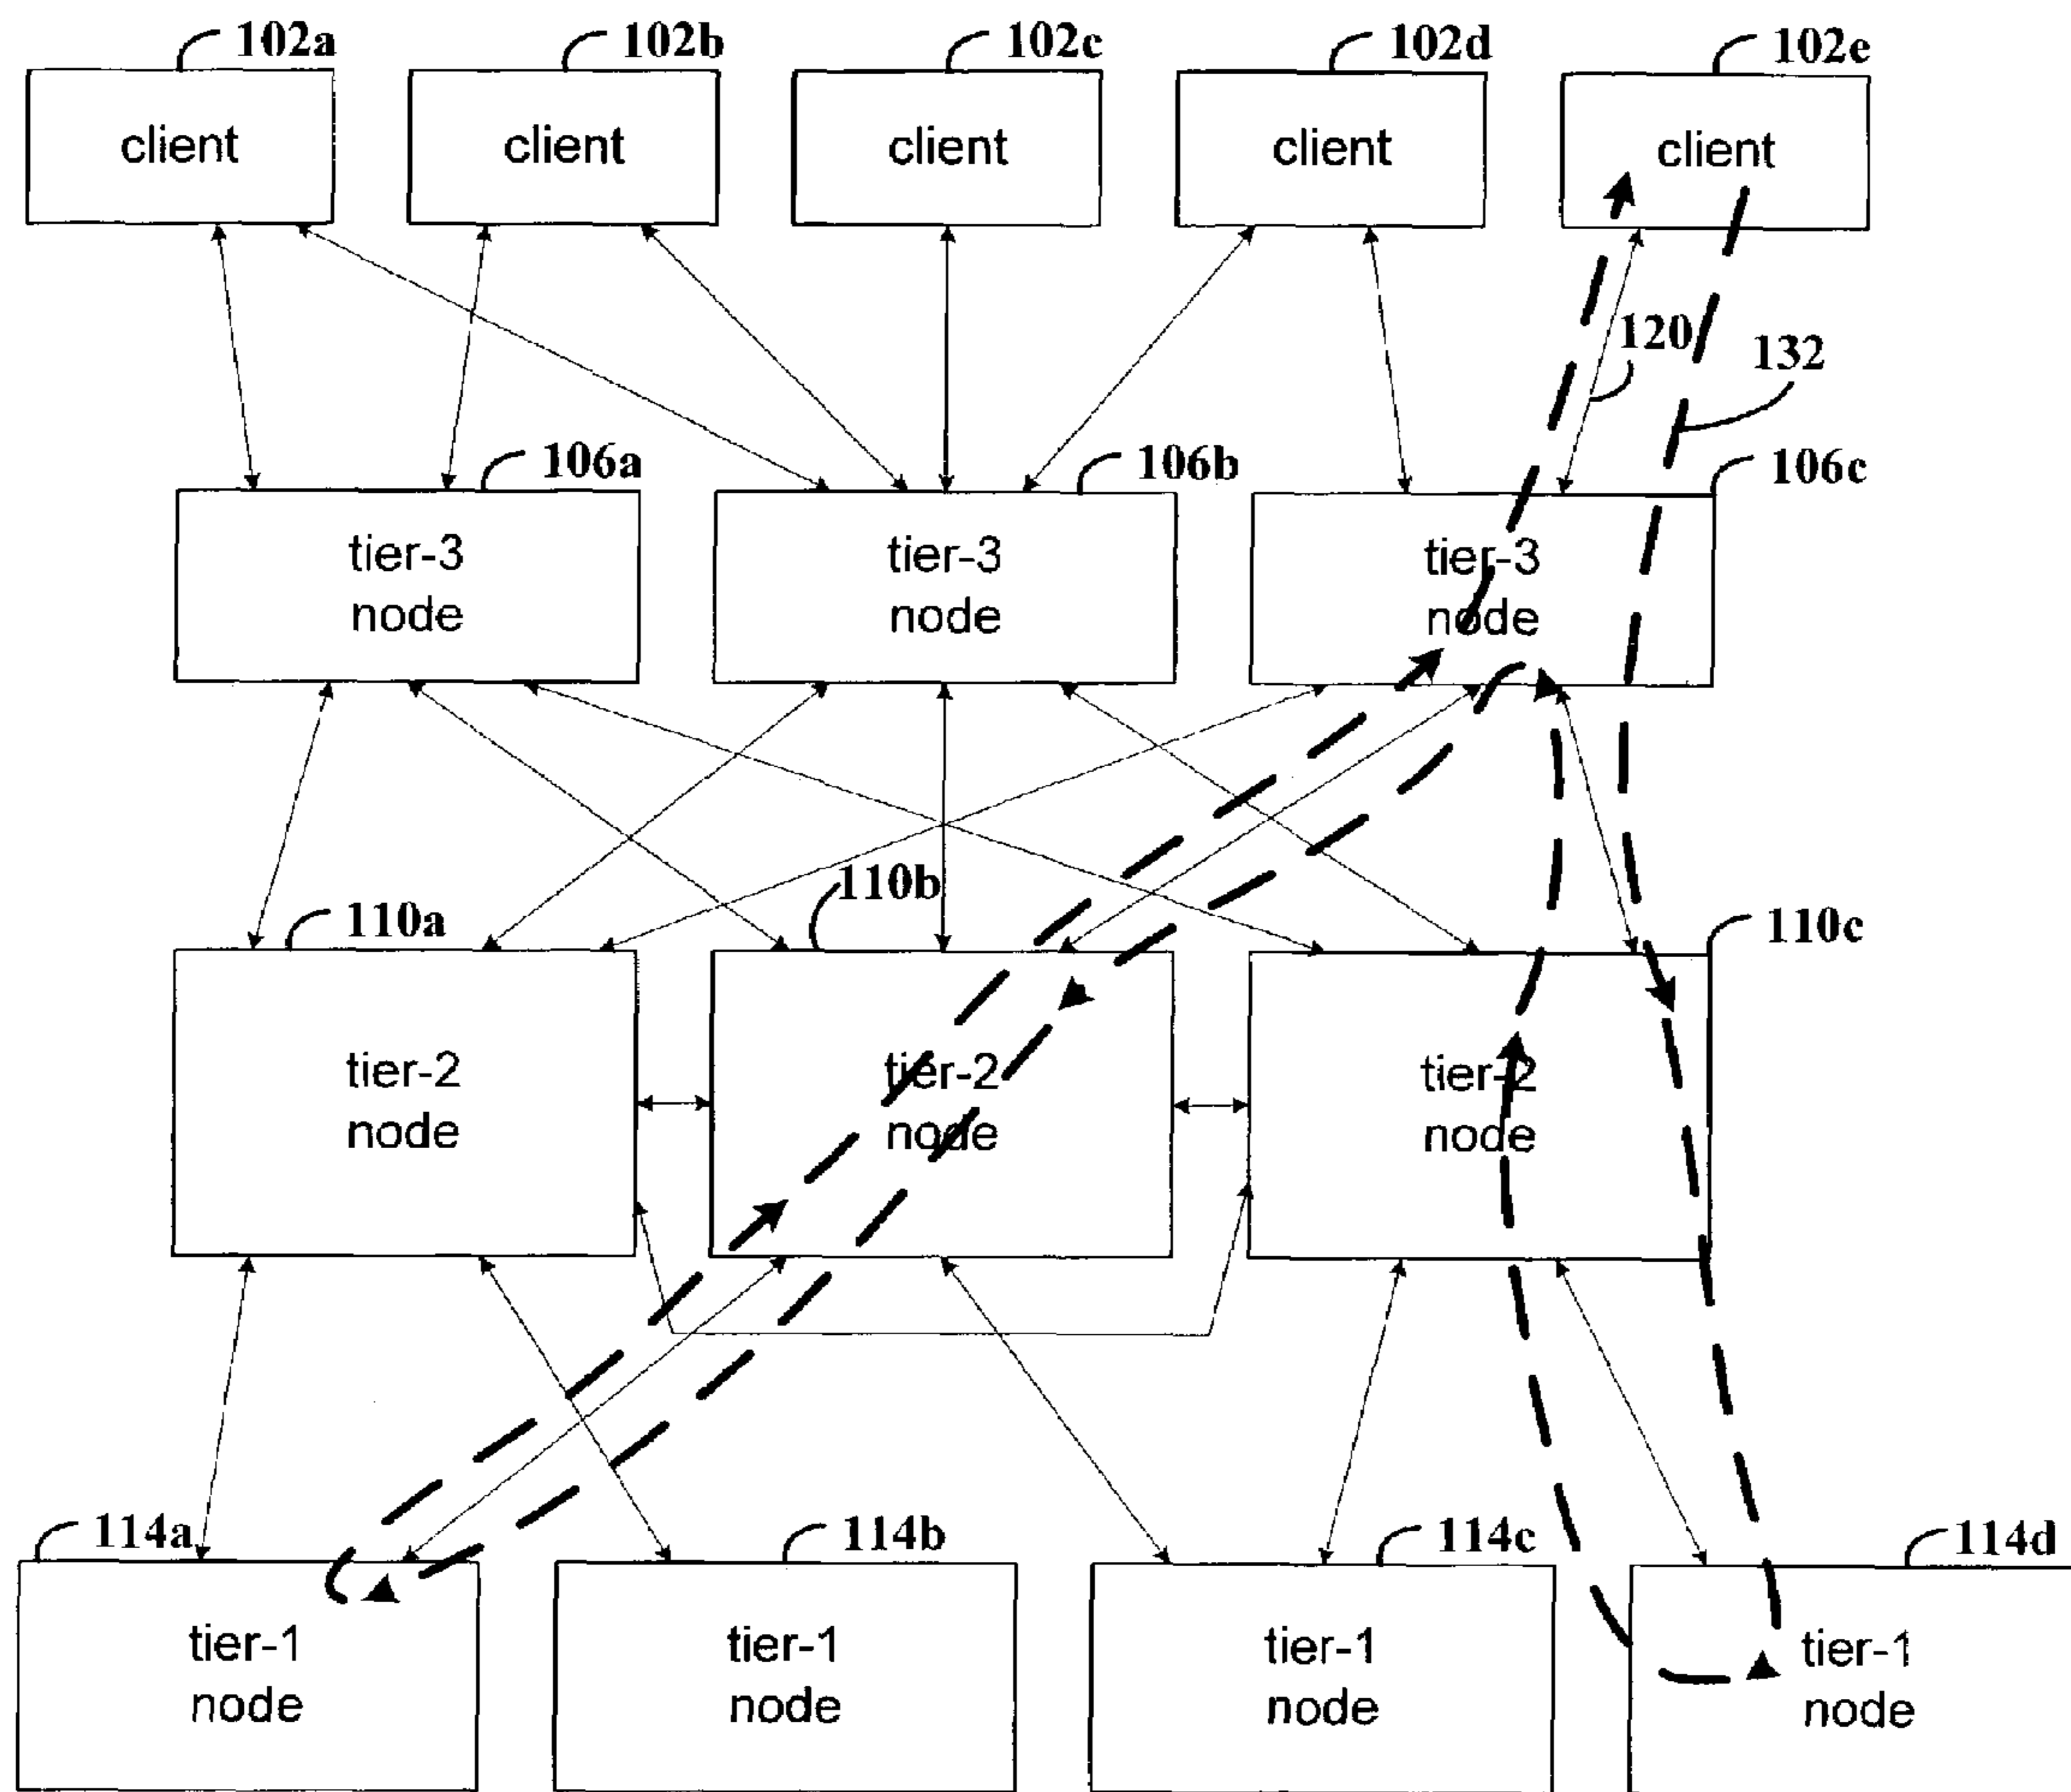 102a
102b
102c
102d
102e
client
client
client
client
client
120
132
106a
106b
106c
tier-3
node
tier-3
node
tier-3
node
110a
110b
110c
tier-2
node
tier-2
node
tier-2
node
114a
114b
114c
114d
tier-1
node
tier-1
node
tier-1
node
tier-1
node